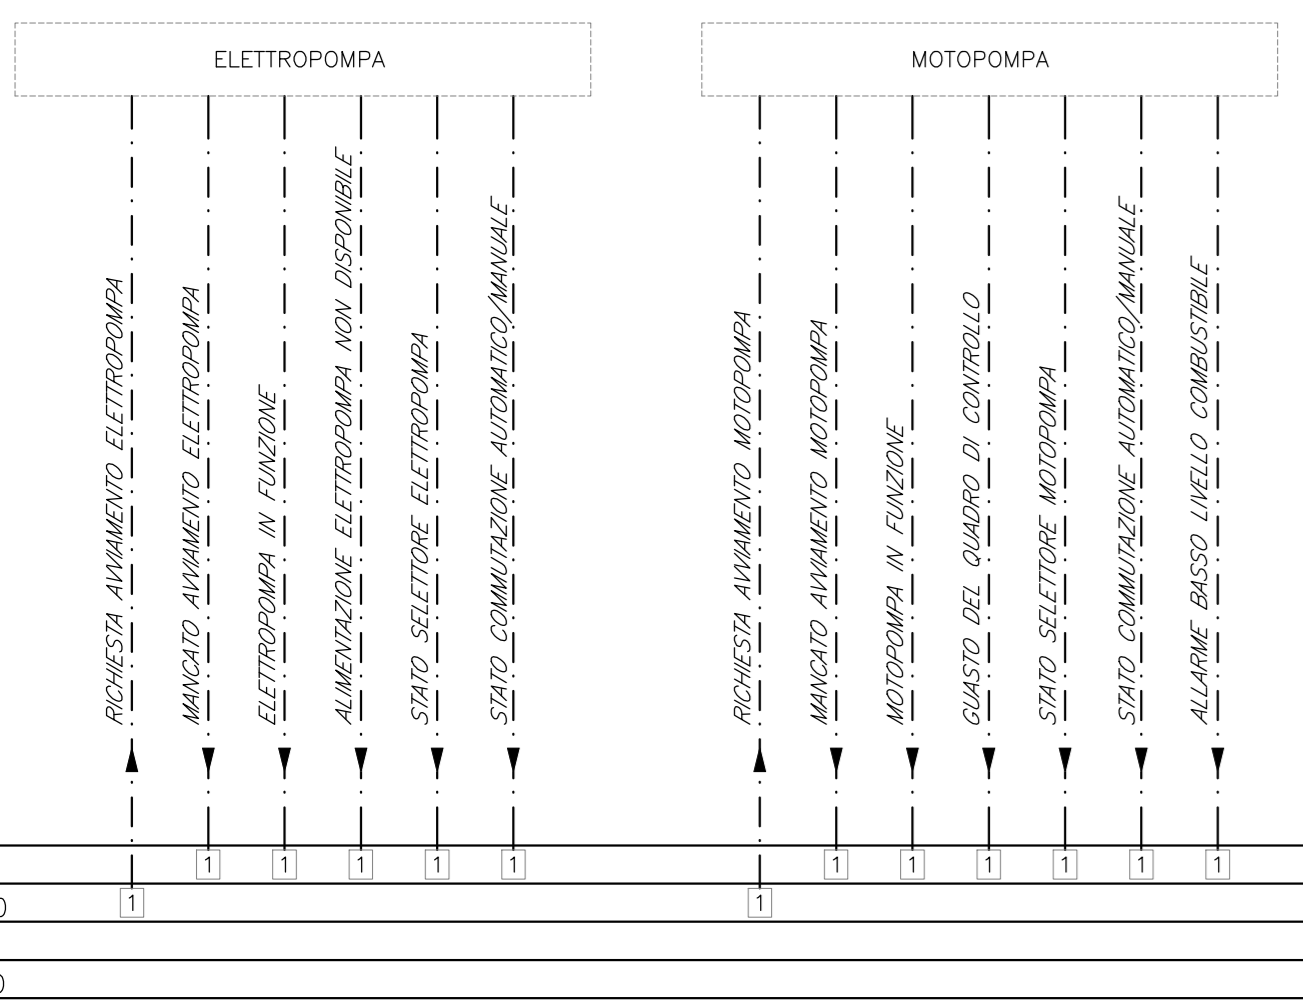 ELETTROPOMPA
MOTOPOMPA
RICHIESTA AVVIAMENTO ELETTROPOMPA
MANCATO AVVIAMENTO ELETTROPOMPA
ELETTROPOMPA IN FUNZIONE
ALIMENTAZIONE ELETTROPOMPA NON DISPONIBILE
STATO SELETTORE ELETTROPOMPA
STATO COMMUTAZIONE AUTOMATICO/MANUALE
RICHIESTA AVVIAMENTO MOTOPOMPA
MANCATO AVVIAMENTO MOTOPOMPA
MOTOPOMPA IN FUNZIONE
GUASTO DEL QUADRO DI CONTROLLO
STATO SELETTORE MOTOPOMPA
STATO COMMUTAZIONE AUTOMATICO/MANUALE
ALLARME BASSO LIVELLO COMBUSTIBILE
1 1 1 1 1 1 1 1 1 1 1
1 1